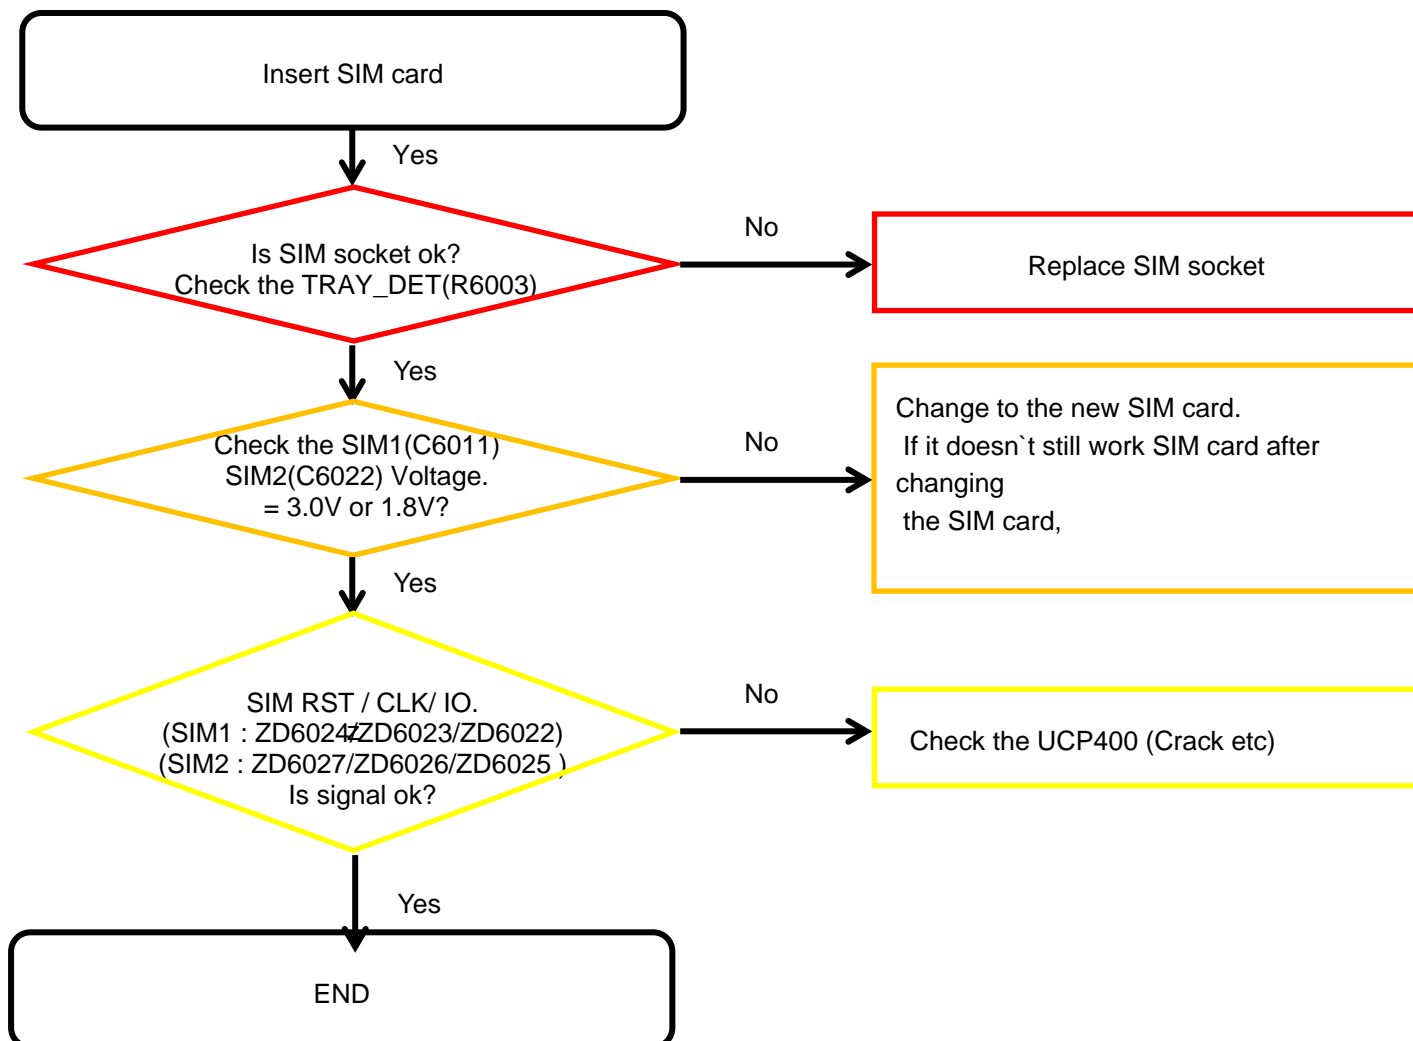 Insert SIM card
Yes
Is SIM socket ok?
Check the TRAY_DET(R6003)
No
Replace SIM socket
Yes
Check the SIM1(C6011)
SIM2(C6022) Voltage.
= 3.0V or 1.8V?
No
Change to the new SIM card.
If it doesn`t still work SIM card after
changing
the SIM card,
Yes
SIM RST / CLK/ IO.
(SIM1 : ZD6024/ZD6023/ZD6022)
(SIM2 : ZD6027/ZD6026/ZD6025 )
Is signal ok?
No
Check the UCP400 (Crack etc)
Yes
END